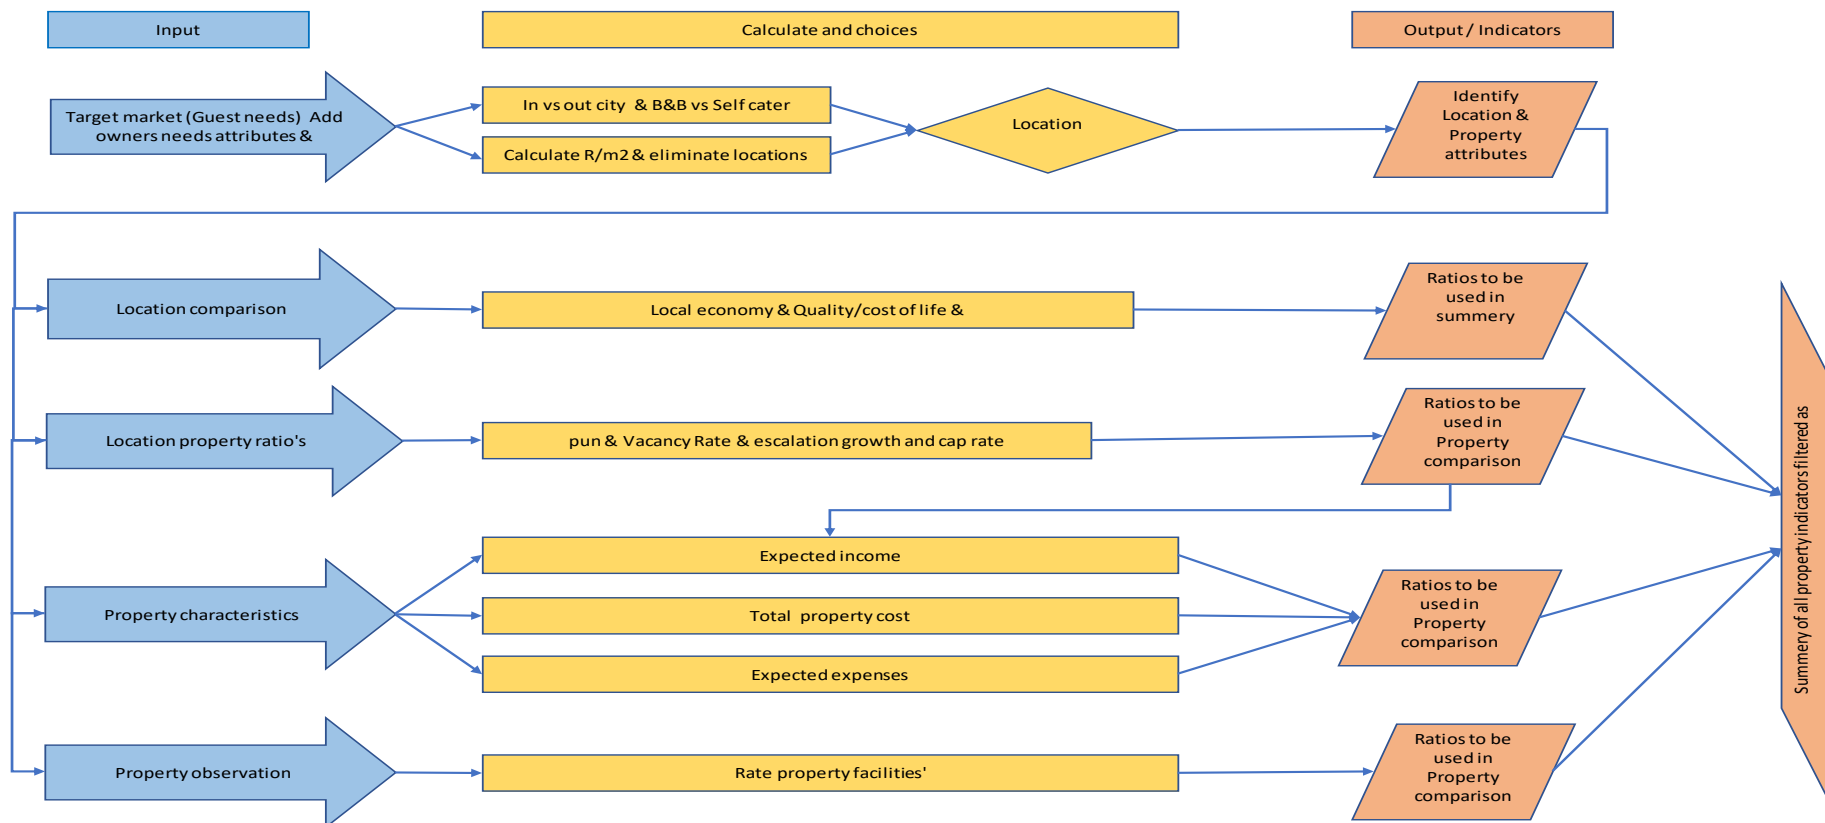 Input
Calculate and choices
Output / Indicators
Target market (Guest needs)  Add
owners needs attributes &
In vs out city  & B&B vs Self cater
Calculate R/m2 & eliminate locations
Location
Identify
Location &
Property
attributes
Location comparison
Local economy & Quality/cost of life &
Ratios to be
used in
summery
Location property ratio's
pun & Vacancy Rate & escalation growth and cap rate
Ratios to be
used in
Property
comparison
Property characteristics
Expected income
Total  property cost
Expected expenses
Ratios to be
used in
Property
comparison
Property observation
Rate property facilities'
Ratios to be
used in
Property
comparison
Summery of all property indicators filtered as